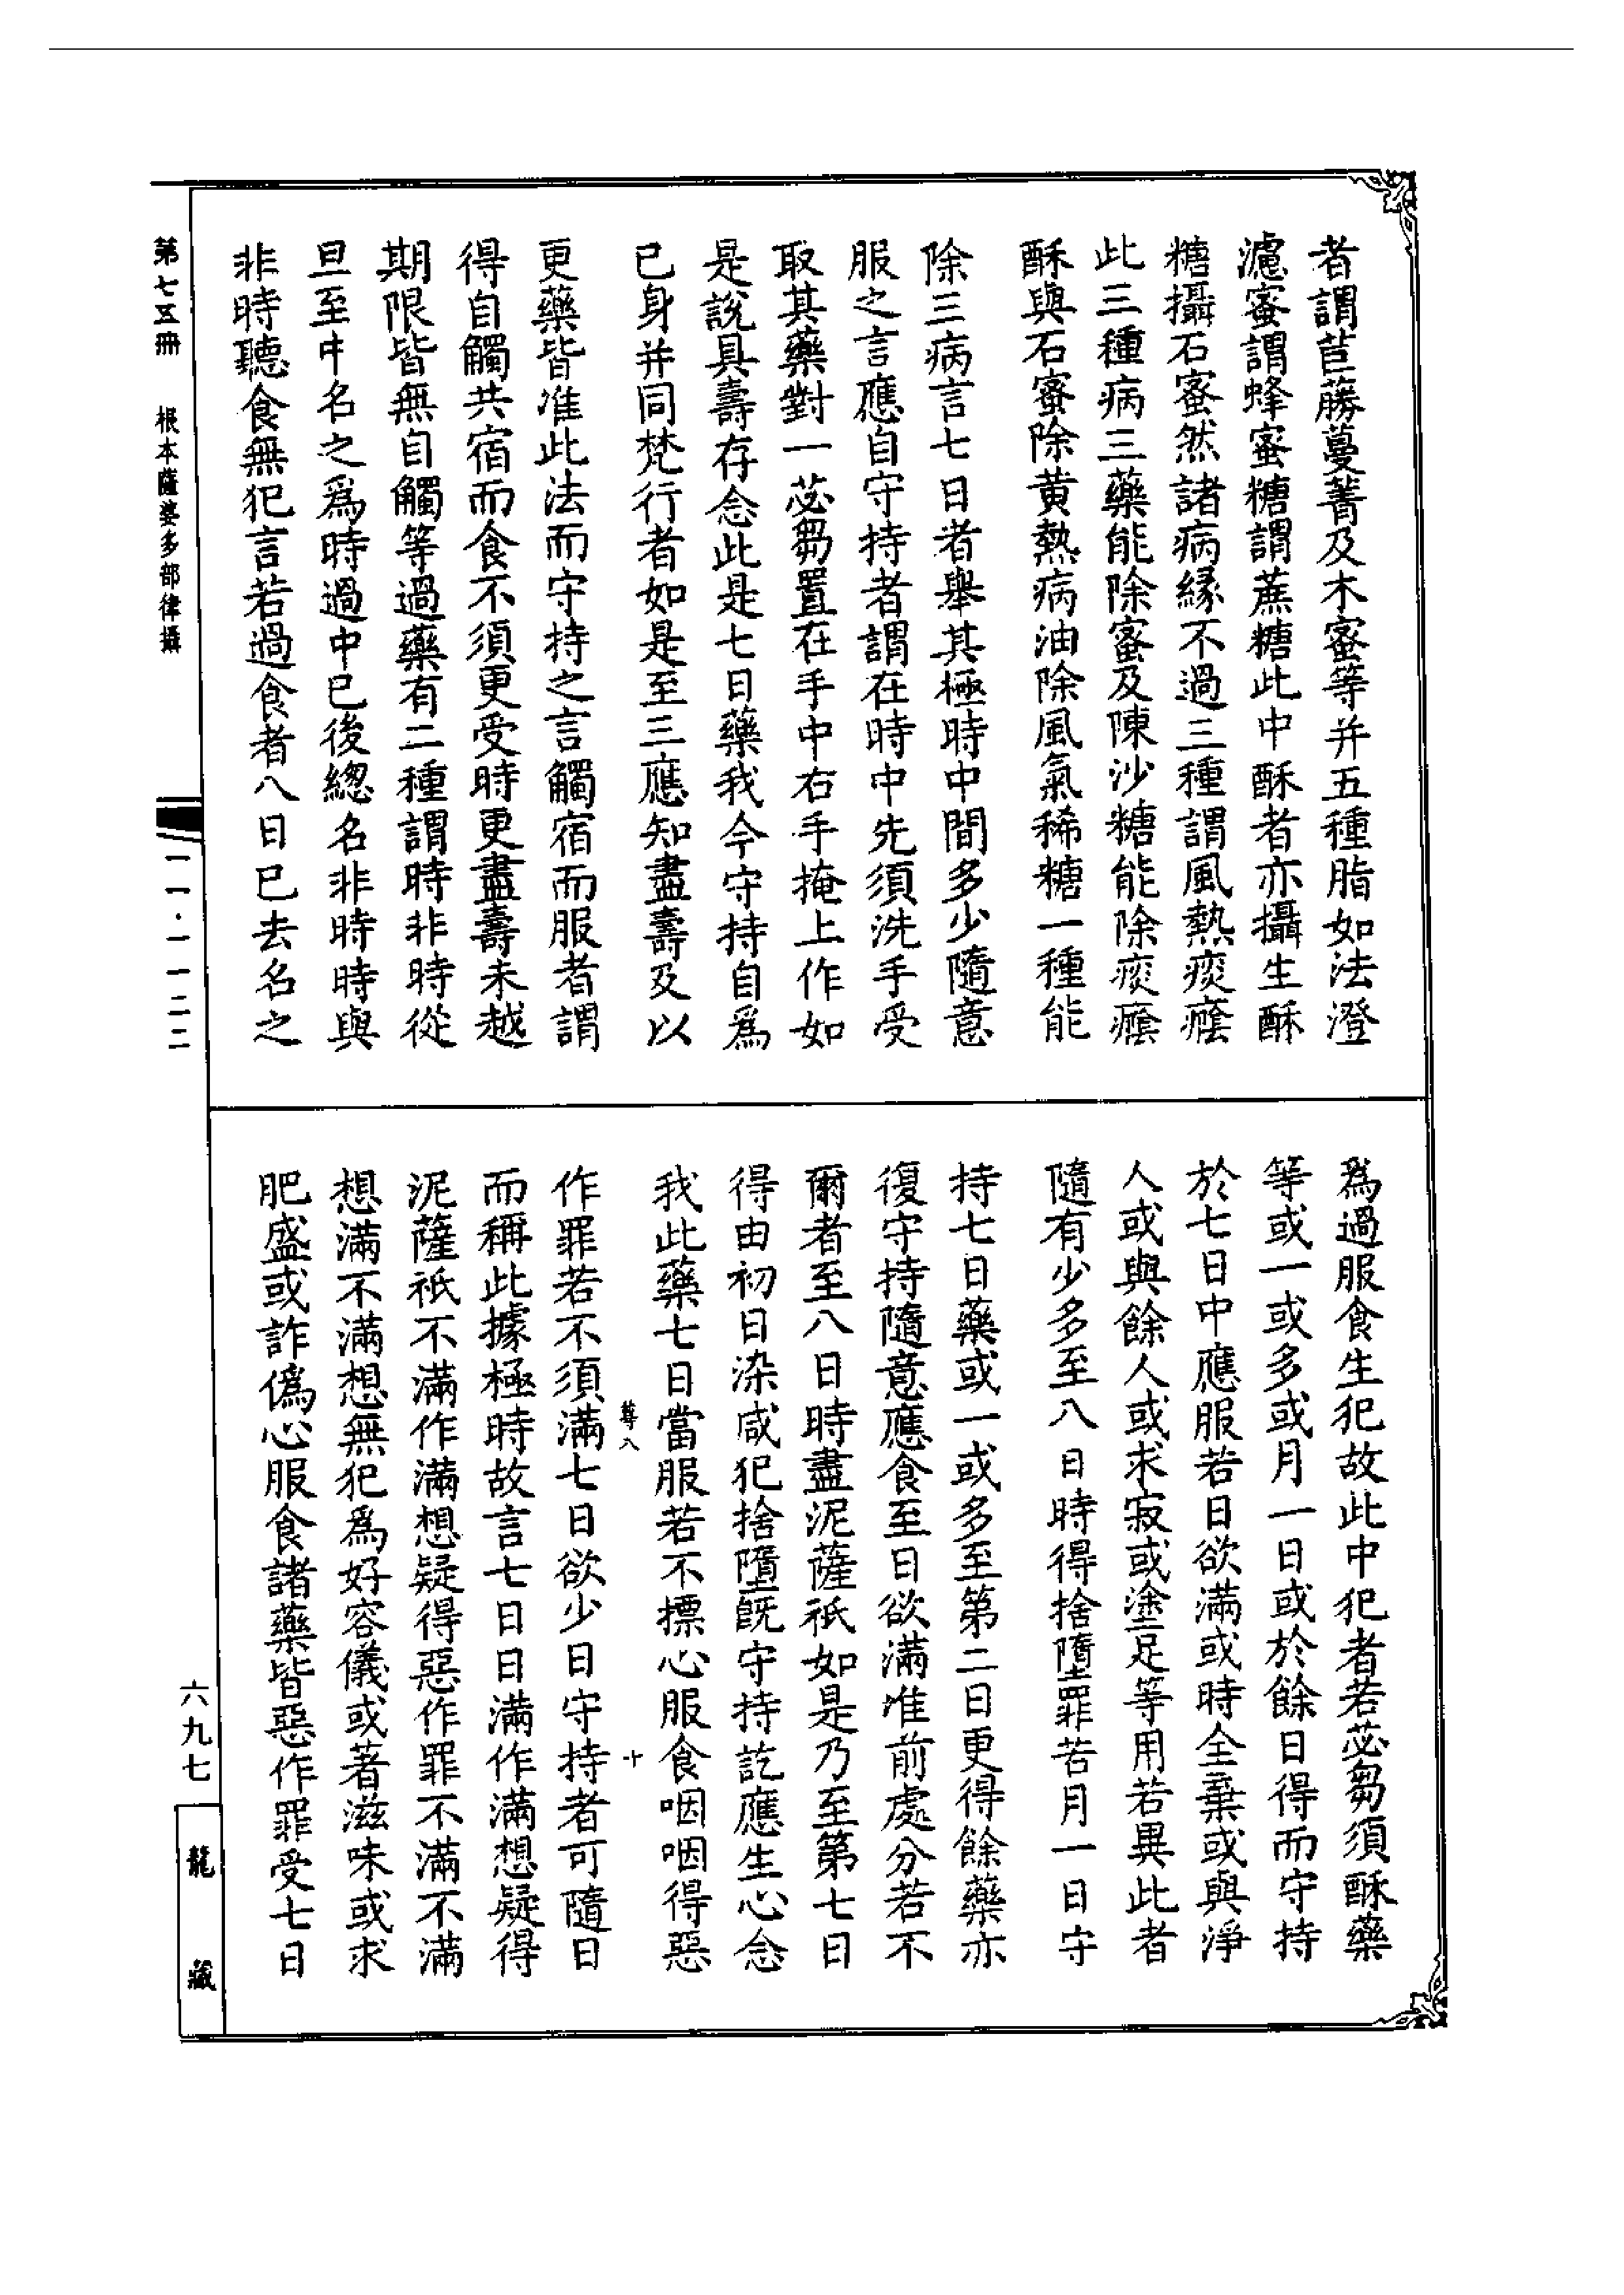 者謂苣藤蔓菁及木蜜等并五種脂如法澄
濾蜜謂蜂蜜糖謂蔗糖此中酥者亦攝生酥
糖攝石蜜然諸病緣不過三種謂風熱痰癊
此三種病三藥能除蜜及陳沙糖能除痰癊
酥與石蜜除黃熱病油除風氣稀糖一種能
除三病言七日者舉其極時中間多少隨意
服之言應自守持者謂在時中先須洗手受
取其藥對一苾芻置在手中右手掩上作如
是說具壽存念此是七日藥我今守持自爲
已身并同梵行者如是至三應知盡壽及以
更藥皆准此法而守持之言觸宿而服者謂
得自觸共宿而食不須更受時更盡壽未越
期限皆無自觸等過藥有二種謂時非時從
旦至中名之爲時過中已後總名非時時與
非時聽食無犯言若過食者八日已去名之
爲過服食生犯故此中犯者若苾芻須酥藥
等或一或多或月一日或於餘日得而守持
於七日中應服若日欲滿或時全棄或與淨
人或與餘人或求寂或塗足等用若異此者
隨有少多至八日時得捨墮罪若月一日守
持七日藥或一或多至第二日更得餘藥亦
復守持隨意應食至日欲滿准前處分若不
爾者至八日時盡泥薩祇如是乃至第七日
得由初日染咸犯捨墮既守持訖應生心念
我此藥七日當服若不摽心服食咽咽得惡
作罪若不須滿七日欲少日守持者可隨日
而稱此據極時故言七日日滿作滿想疑得
泥薩祇不滿作滿想疑得惡作罪不滿不滿
想滿不滿想無犯爲好容儀或著滋味或求
肥盛或詐僞心服食諸藥皆惡作罪受七日
尊八
十
第七五冊
根本薩婆多部律攝
一一·一一二二
六九七
龍藏